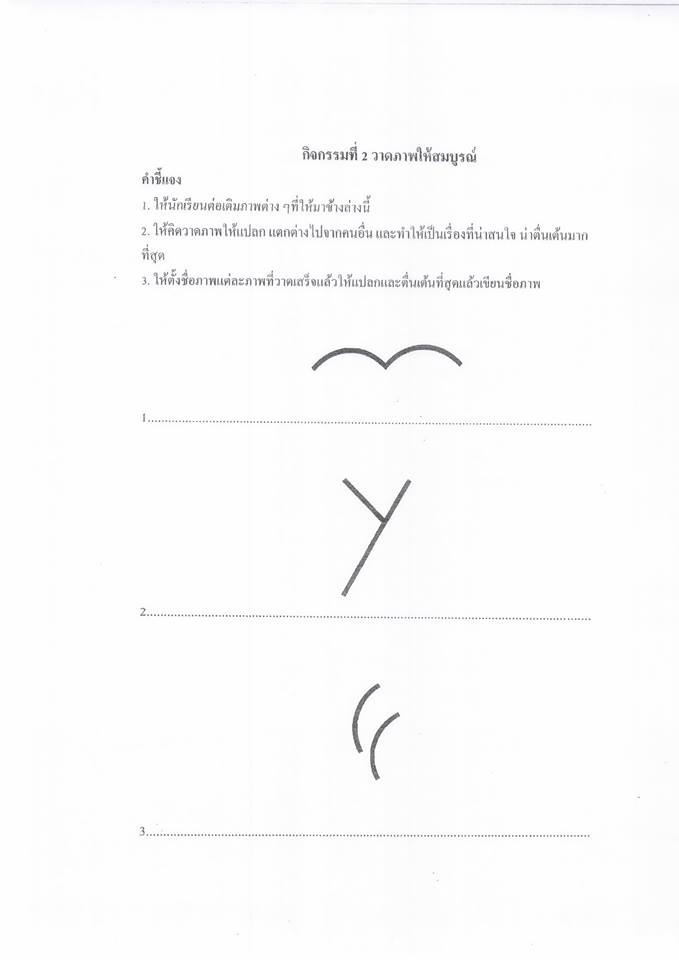 กิจกรรมที่ 2 วาดภาพให้สมบูรณ์
คำชี้แจง
1. ให้นักเรียนต่อเติมภาพต่าง ๆที่ให้มาข้างล่างนี้
2. ให้คิดวาดภาพให้แปลก แตกต่างไปจากคนอื่น และทำให้เป็นเรื่องที่น่าสนใจ น่าตื่นเต้นมาก
ที่สุด
3. ให้ตั้งชื่อภาพแต่ละภาพที่วาดเสร็จแล้วให้แปลกและตื่นเต้นที่สุดแล้วเขียนชื่อภาพ
1
2
3